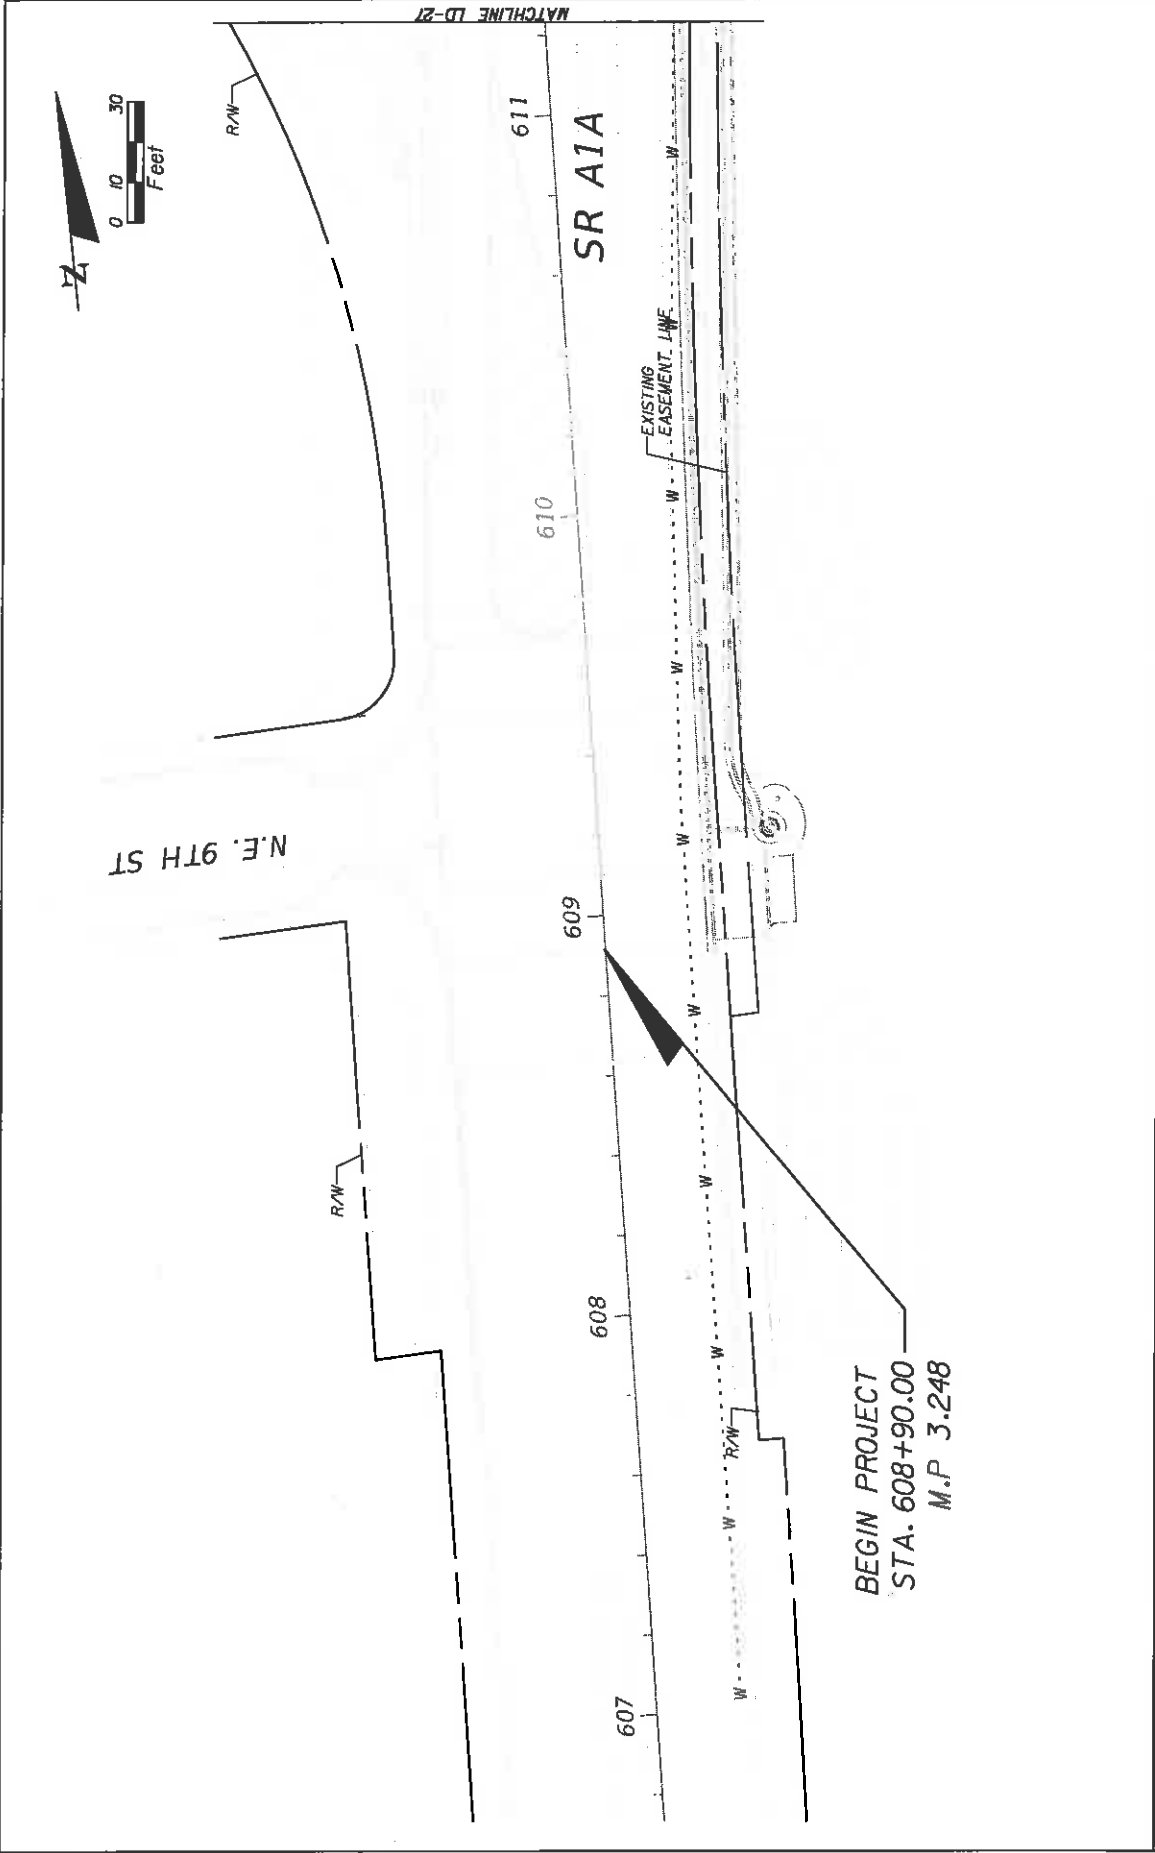 MATCHLINE LD-27
N
0 10 30
Feet
R/W
N.E. 9TH ST
R/W
607
608
609
610
611
SR A1A
EXISTING
EASEMENT LINE
W
W
W
W
W
W
W
W
W
W
R/W
BEGIN PROJECT
STA. 608+90.00
M.P 3.248